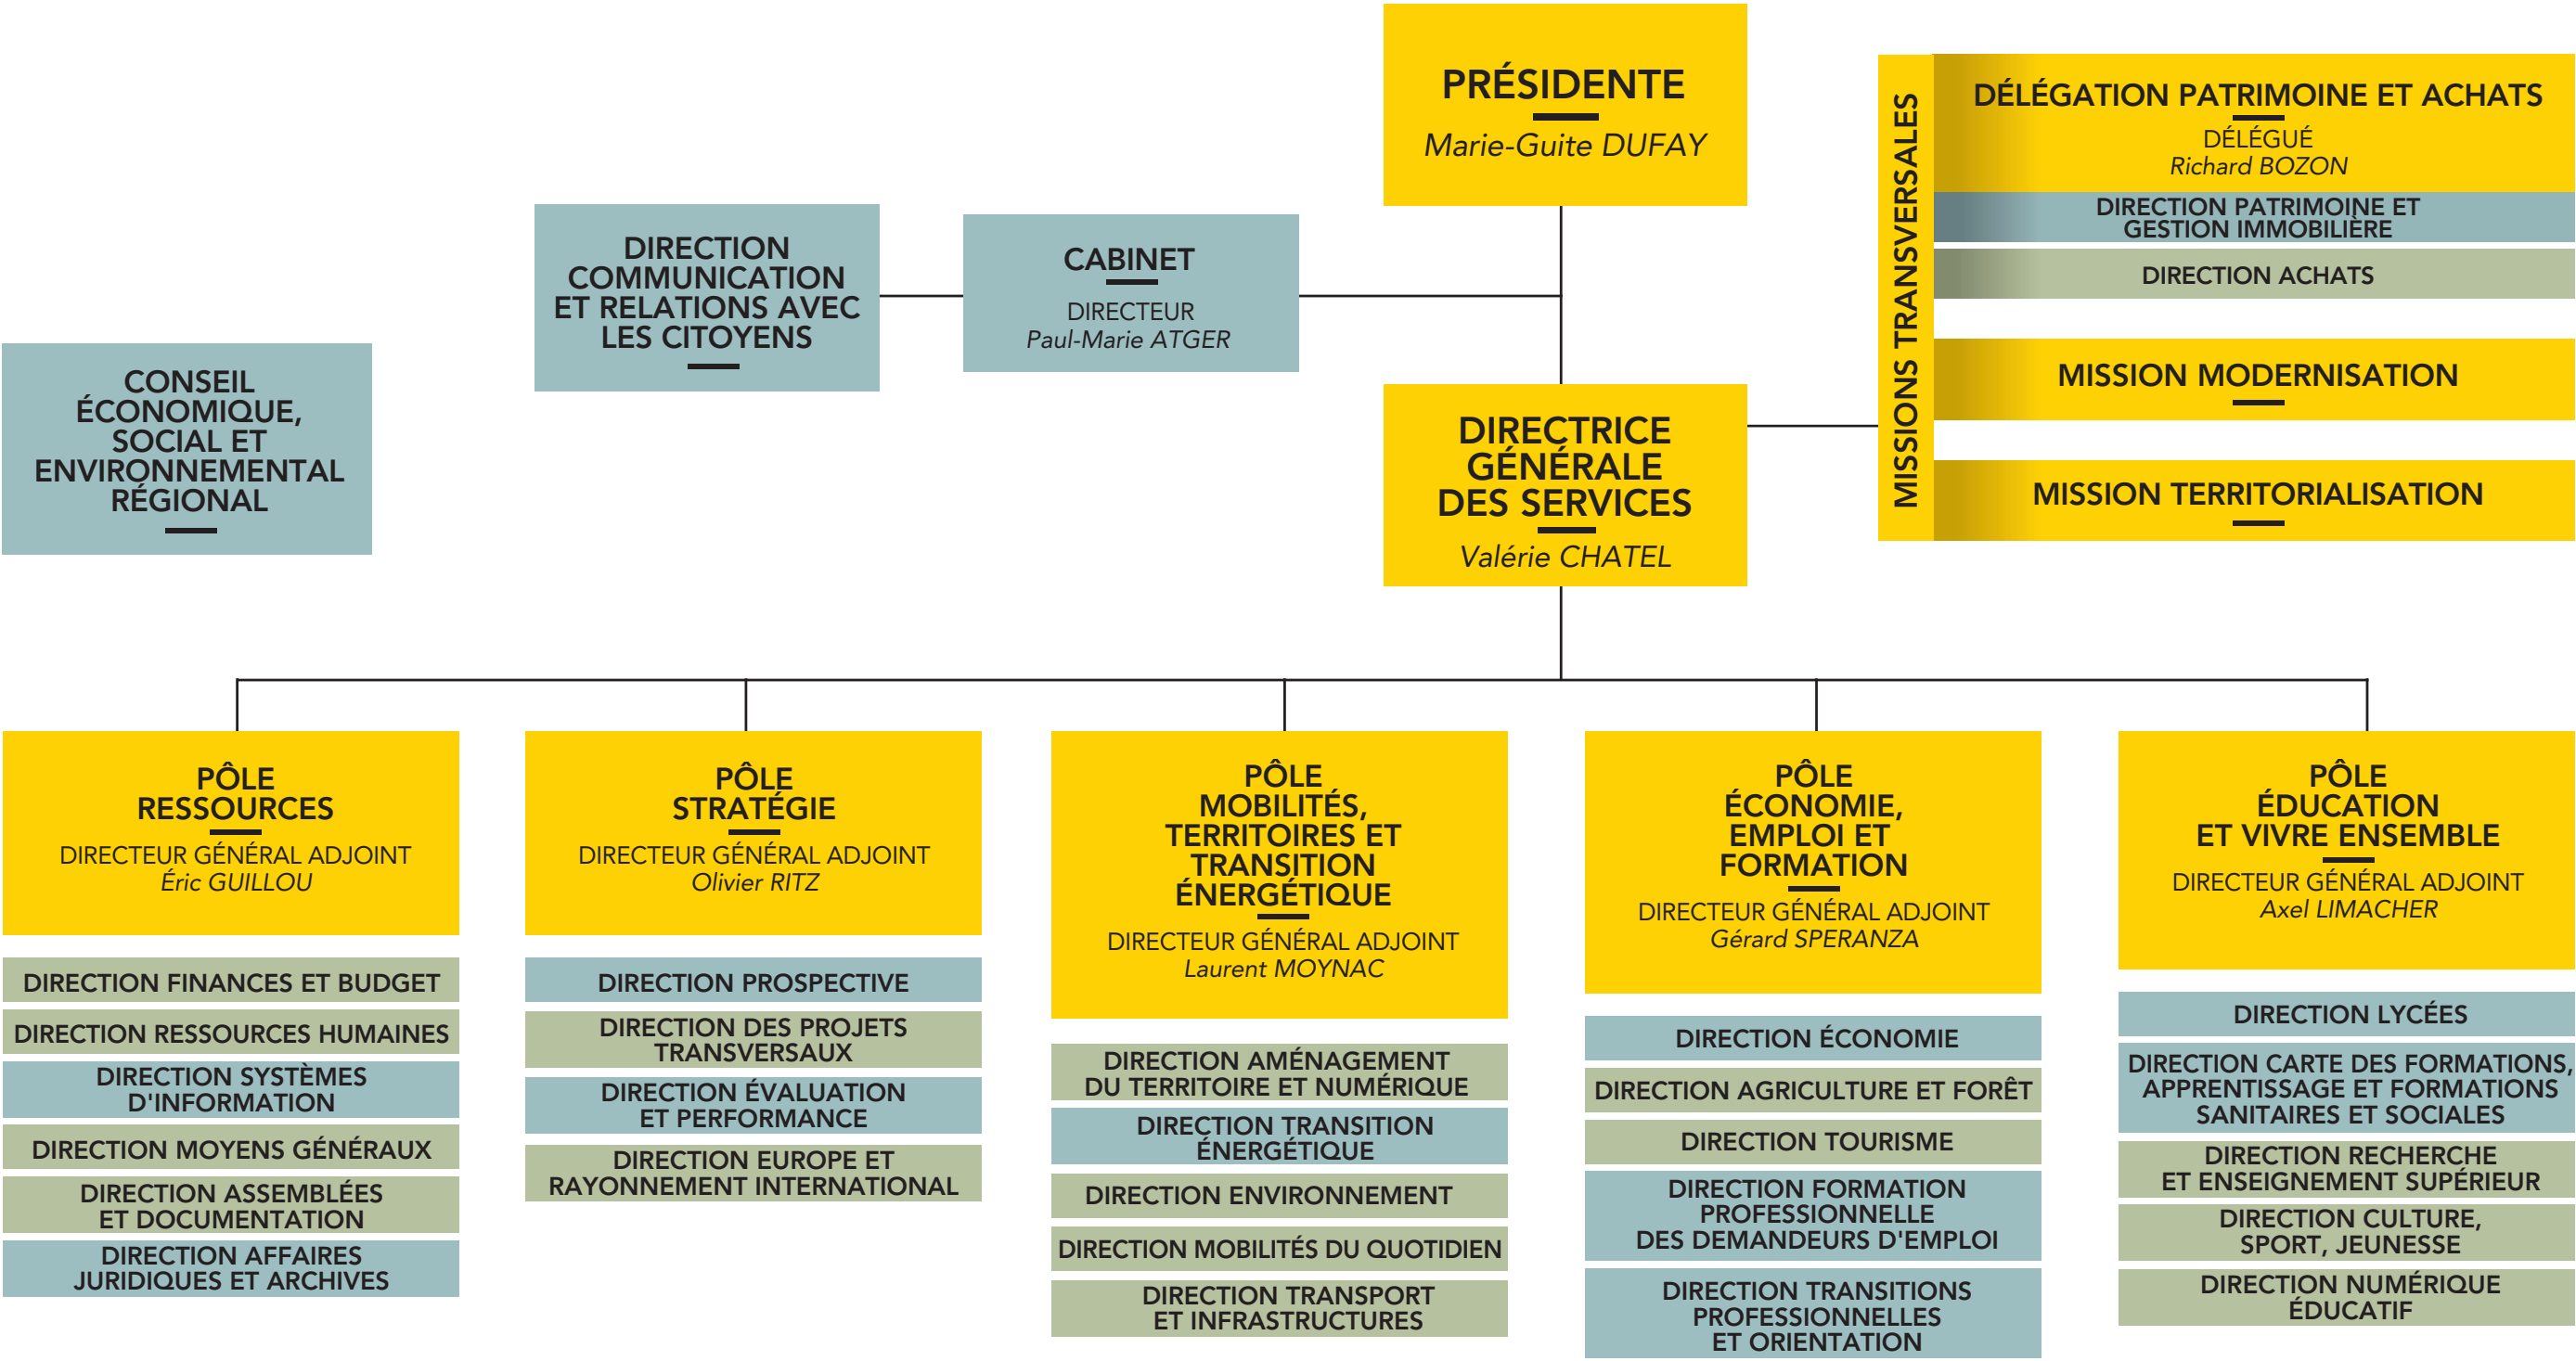 PRÉSIDENTE
Marie-Guite DUFAY
DIRECTION
COMMUNICATION
ET RELATIONS AVEC
LES CITOYENS
CABINET
DIRECTEUR
Paul-Marie ATGER
CONSEIL
ÉCONOMIQUE,
SOCIAL ET
ENVIRONNEMENTAL
RÉGIONAL
DIRECTRICE
GÉNÉRALE
DES SERVICES
Valérie CHATEL
MISSIONS TRANSVERSALES
DÉLÉGATION PATRIMOINE ET ACHATS
DÉLÉGUÉ
Richard BOZON
DIRECTION PATRIMOINE ET
GESTION IMMOBILIÈRE
DIRECTION ACHATS
MISSION MODERNISATION
MISSION TERRITORIALISATION
PÔLE
RESSOURCES
DIRECTEUR GÉNÉRAL ADJOINT
Éric GUILLOU
DIRECTION FINANCES ET BUDGET
DIRECTION RESSOURCES HUMAINES
DIRECTION SYSTÈMES
D'INFORMATION
DIRECTION MOYENS GÉNÉRAUX
DIRECTION ASSEMBLÉES
ET DOCUMENTATION
DIRECTION AFFAIRES
JURIDIQUES ET ARCHIVES
PÔLE
STRATÉGIE
DIRECTEUR GÉNÉRAL ADJOINT
Olivier RITZ
DIRECTION PROSPECTIVE
DIRECTION DES PROJETS
TRANSVERSAUX
DIRECTION ÉVALUATION
ET PERFORMANCE
DIRECTION EUROPE ET
RAYONNEMENT INTERNATIONAL
PÔLE
MOBILITÉS,
TERRITOIRES ET
TRANSITION
ÉNERGÉTIQUE
DIRECTEUR GÉNÉRAL ADJOINT
Laurent MOYNAC
DIRECTION AMÉNAGEMENT
DU TERRITOIRE ET NUMÉRIQUE
DIRECTION TRANSITION
ÉNERGÉTIQUE
DIRECTION ENVIRONNEMENT
DIRECTION MOBILITÉS DU QUOTIDIEN
DIRECTION TRANSPORT
ET INFRASTRUCTURES
PÔLE
ÉCONOMIE,
EMPLOI ET
FORMATION
DIRECTEUR GÉNÉRAL ADJOINT
Gérard SPERANZA
DIRECTION ÉCONOMIE
DIRECTION AGRICULTURE ET FORÊT
DIRECTION TOURISME
DIRECTION FORMATION
PROFESSIONNELLE
DES DEMANDEURS D'EMPLOI
DIRECTION TRANSITIONS
PROFESSIONNELLES
ET ORIENTATION
PÔLE
ÉDUCATION
ET VIVRE ENSEMBLE
DIRECTEUR GÉNÉRAL ADJOINT
Axel LIMACHER
DIRECTION LYCÉES
DIRECTION CARTE DES FORMATIONS,
APPRENTISSAGE ET FORMATIONS
SANITAIRES ET SOCIALES
DIRECTION RECHERCHE
ET ENSEIGNEMENT SUPÉRIEUR
DIRECTION CULTURE,
SPORT, JEUNESSE
DIRECTION NUMÉRIQUE
ÉDUCATIF